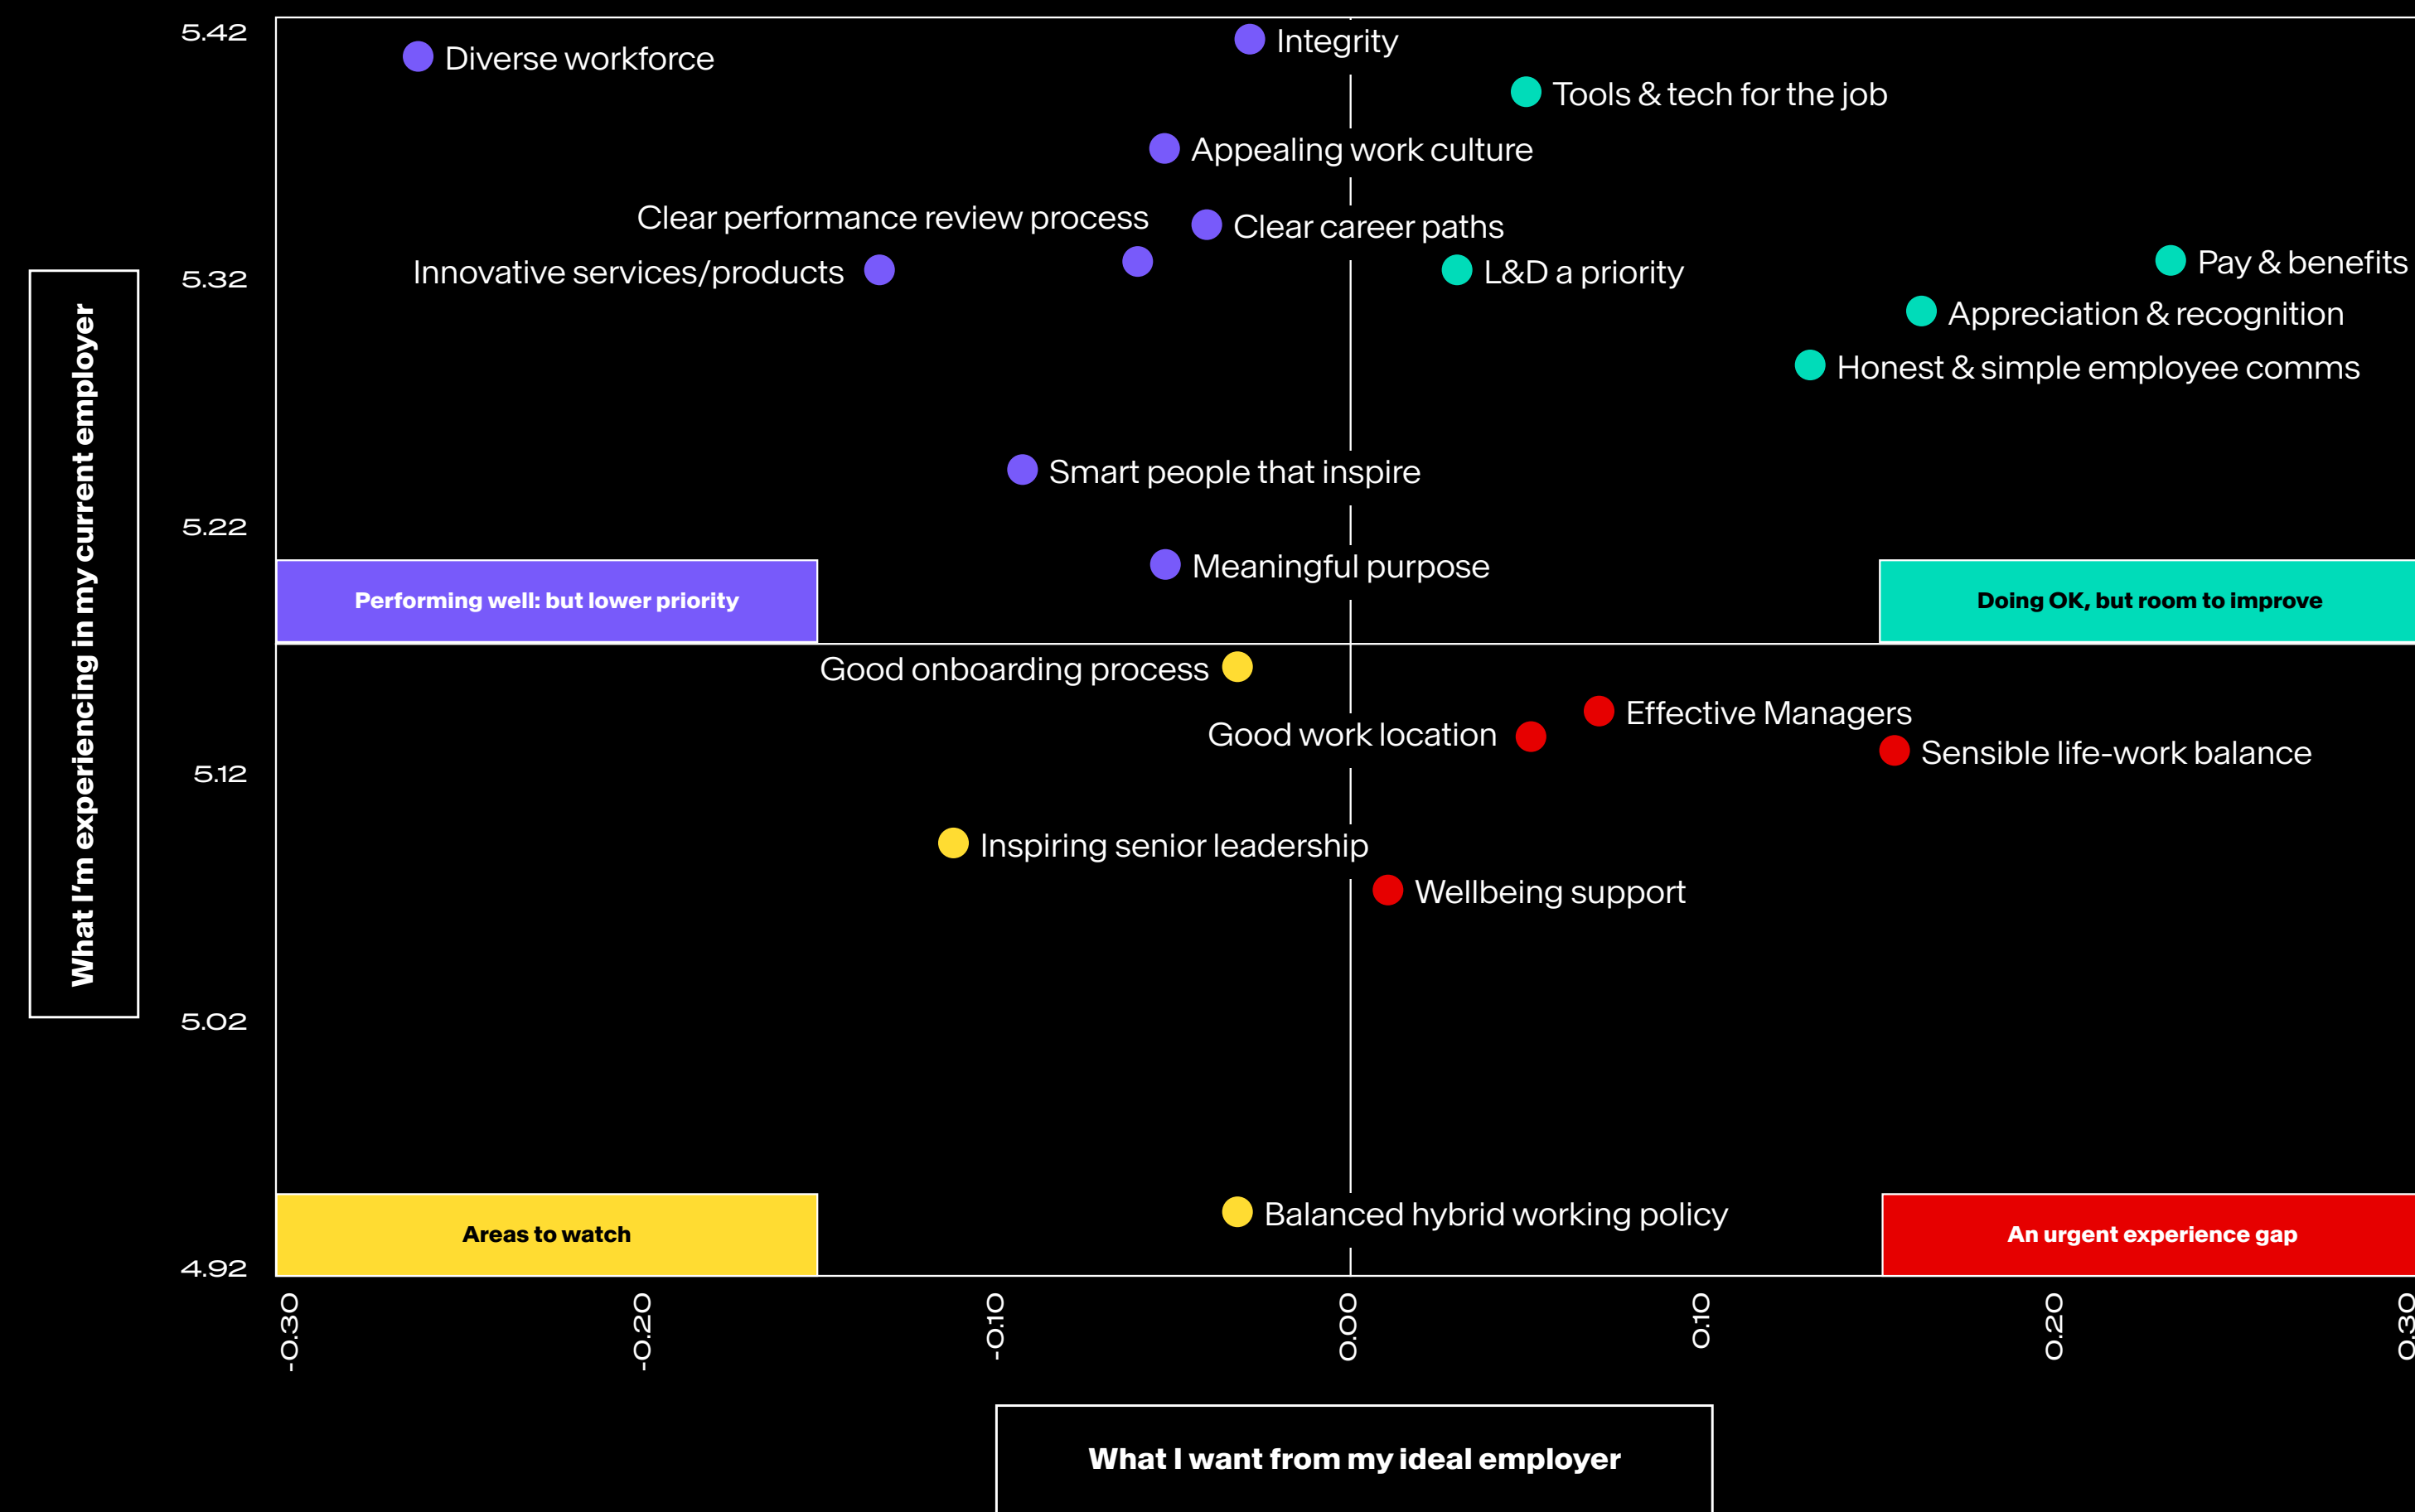 5.42
Diverse workforce
Integrity
Tools & tech for the job
Appealing work culture
Clear performance review process
Clear career paths
5.32
Innovative services/products
L&D a priority
Pay & benefits
Appreciation & recognition
Honest & simple employee comms
What I'm experiencing in my current employer
Smart people that inspire
5.22
Meaningful purpose
Performing well: but lower priority
Doing OK, but room to improve
Good onboarding process
Effective Managers
Good work location
Sensible life-work balance
5.12
Inspiring senior leadership
Wellbeing support
5.02
Balanced hybrid working policy
Areas to watch
An urgent experience gap
4.92
-0.30
-0.20
-0.10
0.00
0.10
0.20
0.30
What I want from my ideal employer